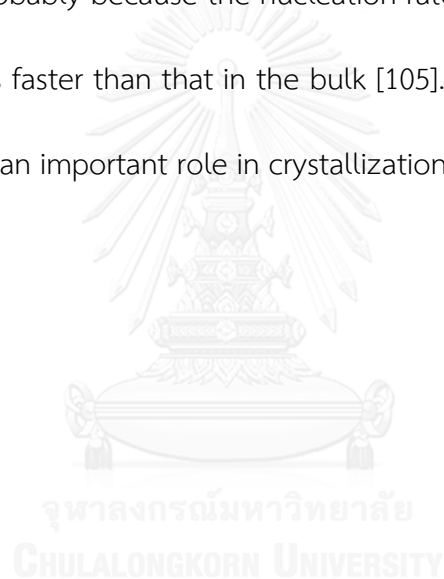 obably because the nucleation rate
s faster than that in the bulk [105].
an important role in crystallization
จุฬาลงกรณ์มหาวิทยาลัย
CHULALONGKORN UNIVERSITY